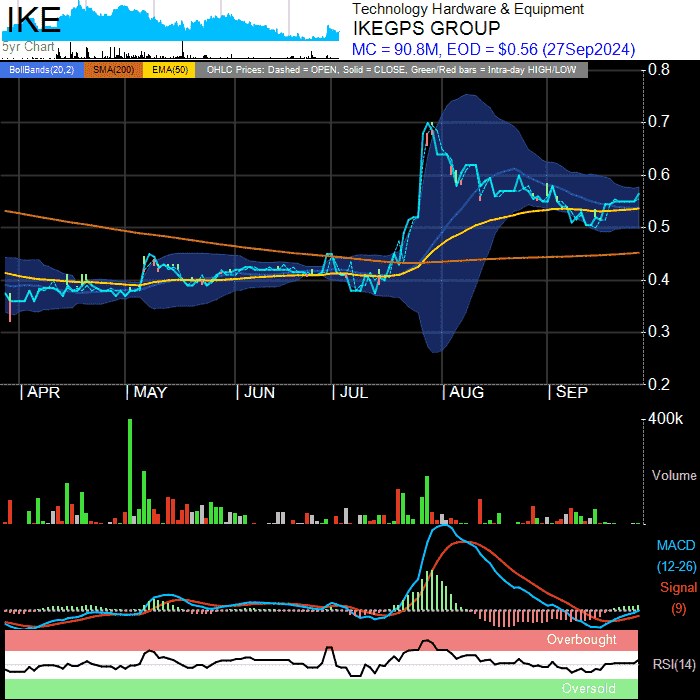 IKE
5yr Chart
Technology Hardware & Equipment
IKEGPS GROUP
MC = 90.8M, EOD = $0.56 (27Sep2024)
BollBands(20,2) SMA(200) EMA(50) OHLC Prices: Dashed = OPEN, Solid = CLOSE, Green/Red bars = Intra-day HIGH/LOW
0.8
0.7
0.6
0.5
0.4
0.3
0.2
| APR | MAY | JUN | JUL | AUG | SEP
400k
Volume
MACD
(12-26)
Signal
(9)
Overbought
RSI(14)
Oversold